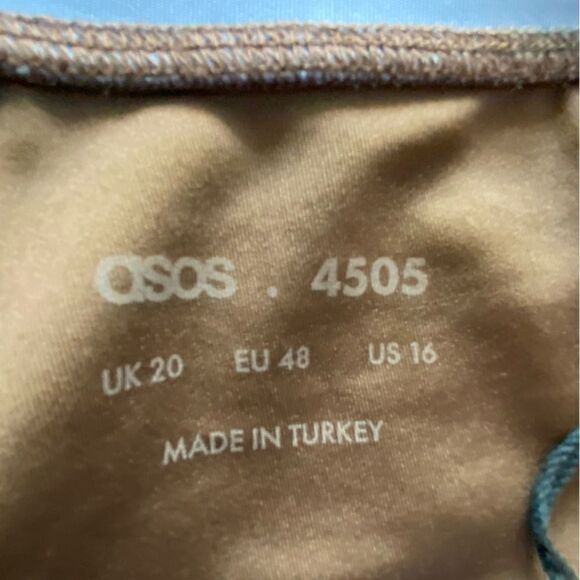 asos . 4505
UK 20 EU 48 US 16
MADE IN TURKEY